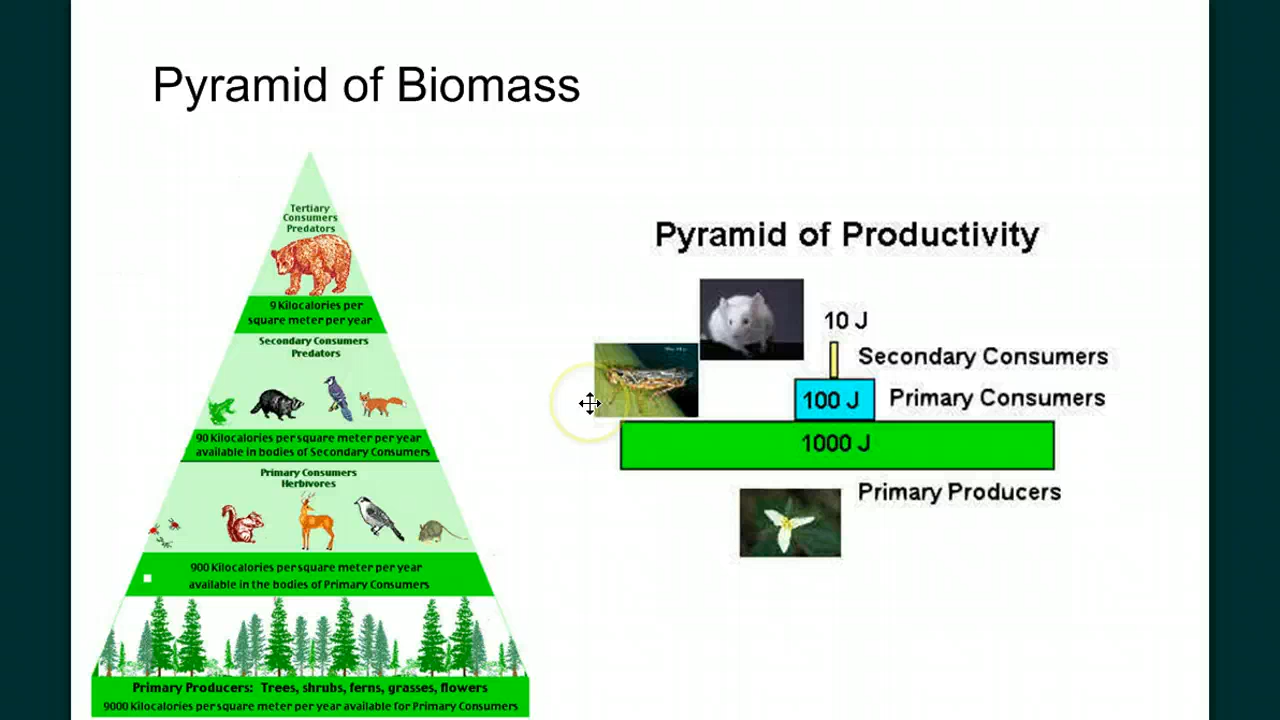 Pyramid of Biomass
Tertiary
Consumers
Predators
9 Kilocalories per
square meter per year
Secondary Consumers
Predators
90 Kilocalories per square meter per year
available in bodies of Secondary Consumers
Primary Consumers
Herbivores
900 Kilocalories per square meter per year
available in the bodies of Primary Consumers
Primary Producers: Trees, shrubs, ferns, grasses, flowers
9000 Kilocalories per square meter per year available for Primary Consumers
Pyramid of Productivity
10 J
Secondary Consumers
100 J
Primary Consumers
1000 J
Primary Producers